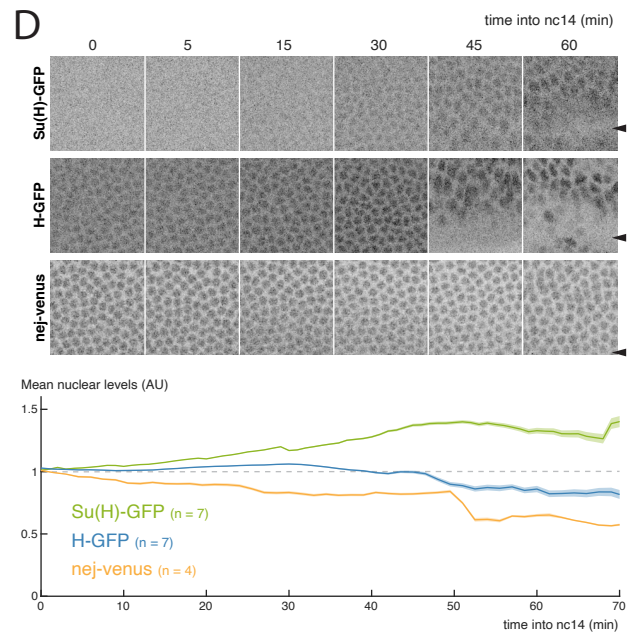 D
time into nc14 (min)
0 5 15 30 45 60
Su(H)-GFP
H-GFP
nej-venus
Mean nuclear levels (AU)
1.5
1
0.5
0
Su(H)-GFP (n = 7)
H-GFP (n = 7)
nej-venus (n = 4)
0 10 20 30 40 50 60 70
time into nc14 (min)